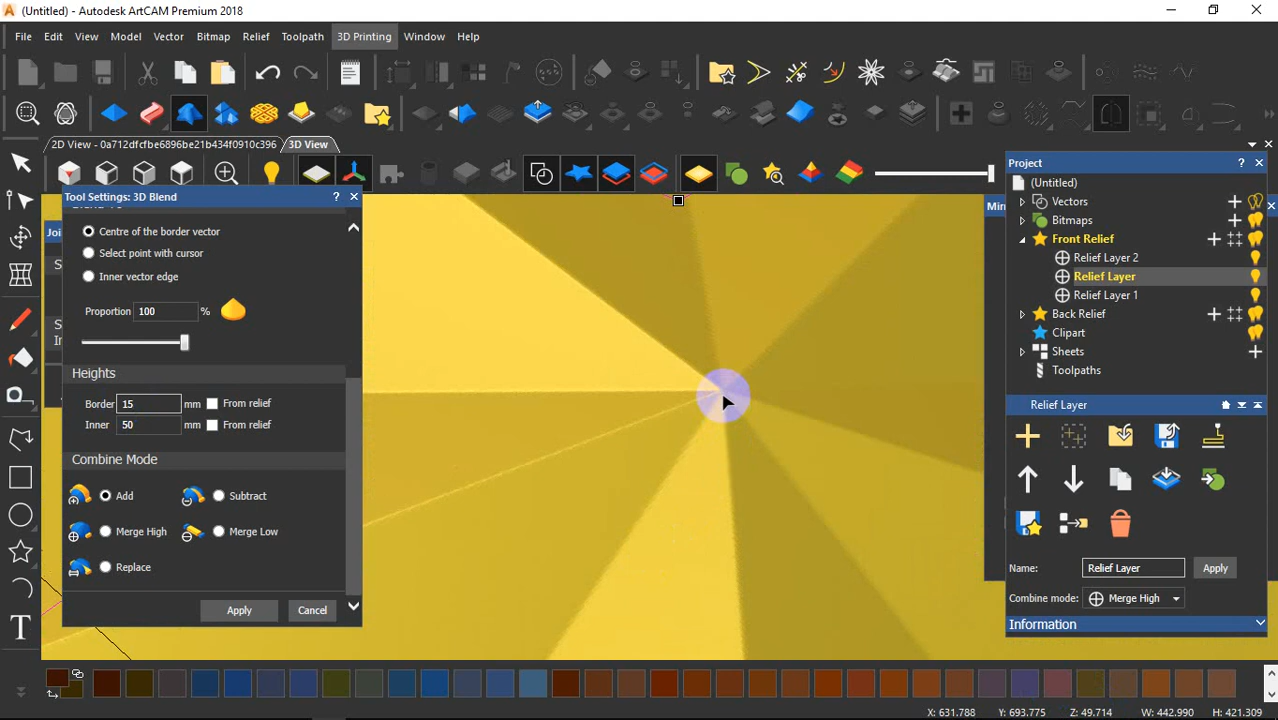 (Untitled) - Autodesk ArtCAM Premium 2018
File Edit View Model Vector Bitmap Relief Toolpath 3D Printing Window Help
2D View - 0a712dfcfbe6896be21b434f0910c396 3D View
Tool Settings: 3D Blend ?
Centre of the border vector
Select point with cursor
Inner vector edge
Proportion 100 %
Heights
Border 15 mm From relief
Inner 50 mm From relief
Combine Mode
Add Subtract
Merge High Merge Low
Replace
Apply Cancel
Joi
Mir
Project ?
(Untitled)
Vectors
Bitmaps
Front Relief
Relief Layer 2
Relief Layer
Relief Layer 1
Back Relief
Clipart
Sheets
Toolpaths
Relief Layer
Name: Relief Layer Apply
Combine mode: Merge High
Information
X: 631.788 Y: 693.775 Z: 49.714 W: 442.990 H: 421.309